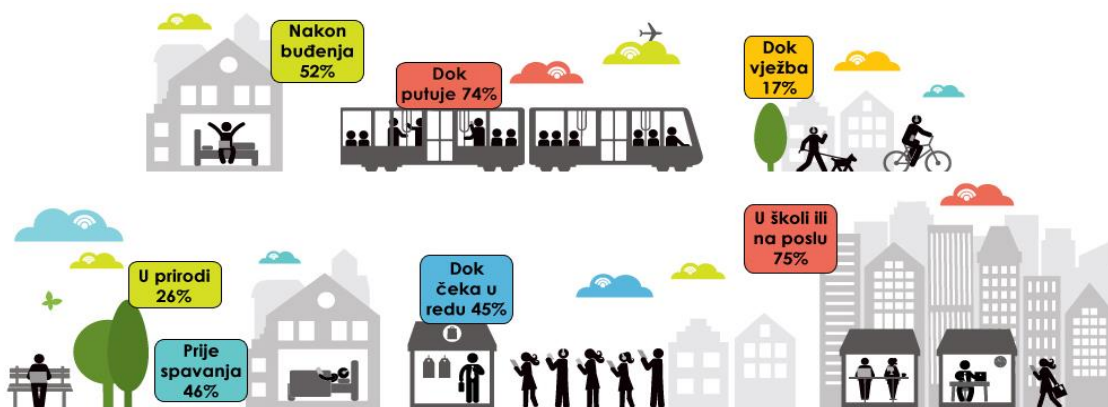 Nakon
buđenja
52%
Dok
putuje 74%
Dok
vježba
17%
U prirodi
26%
Prije
spavanja
46%
Dok
čeka u
redu 45%
U školi ili
na poslu
75%